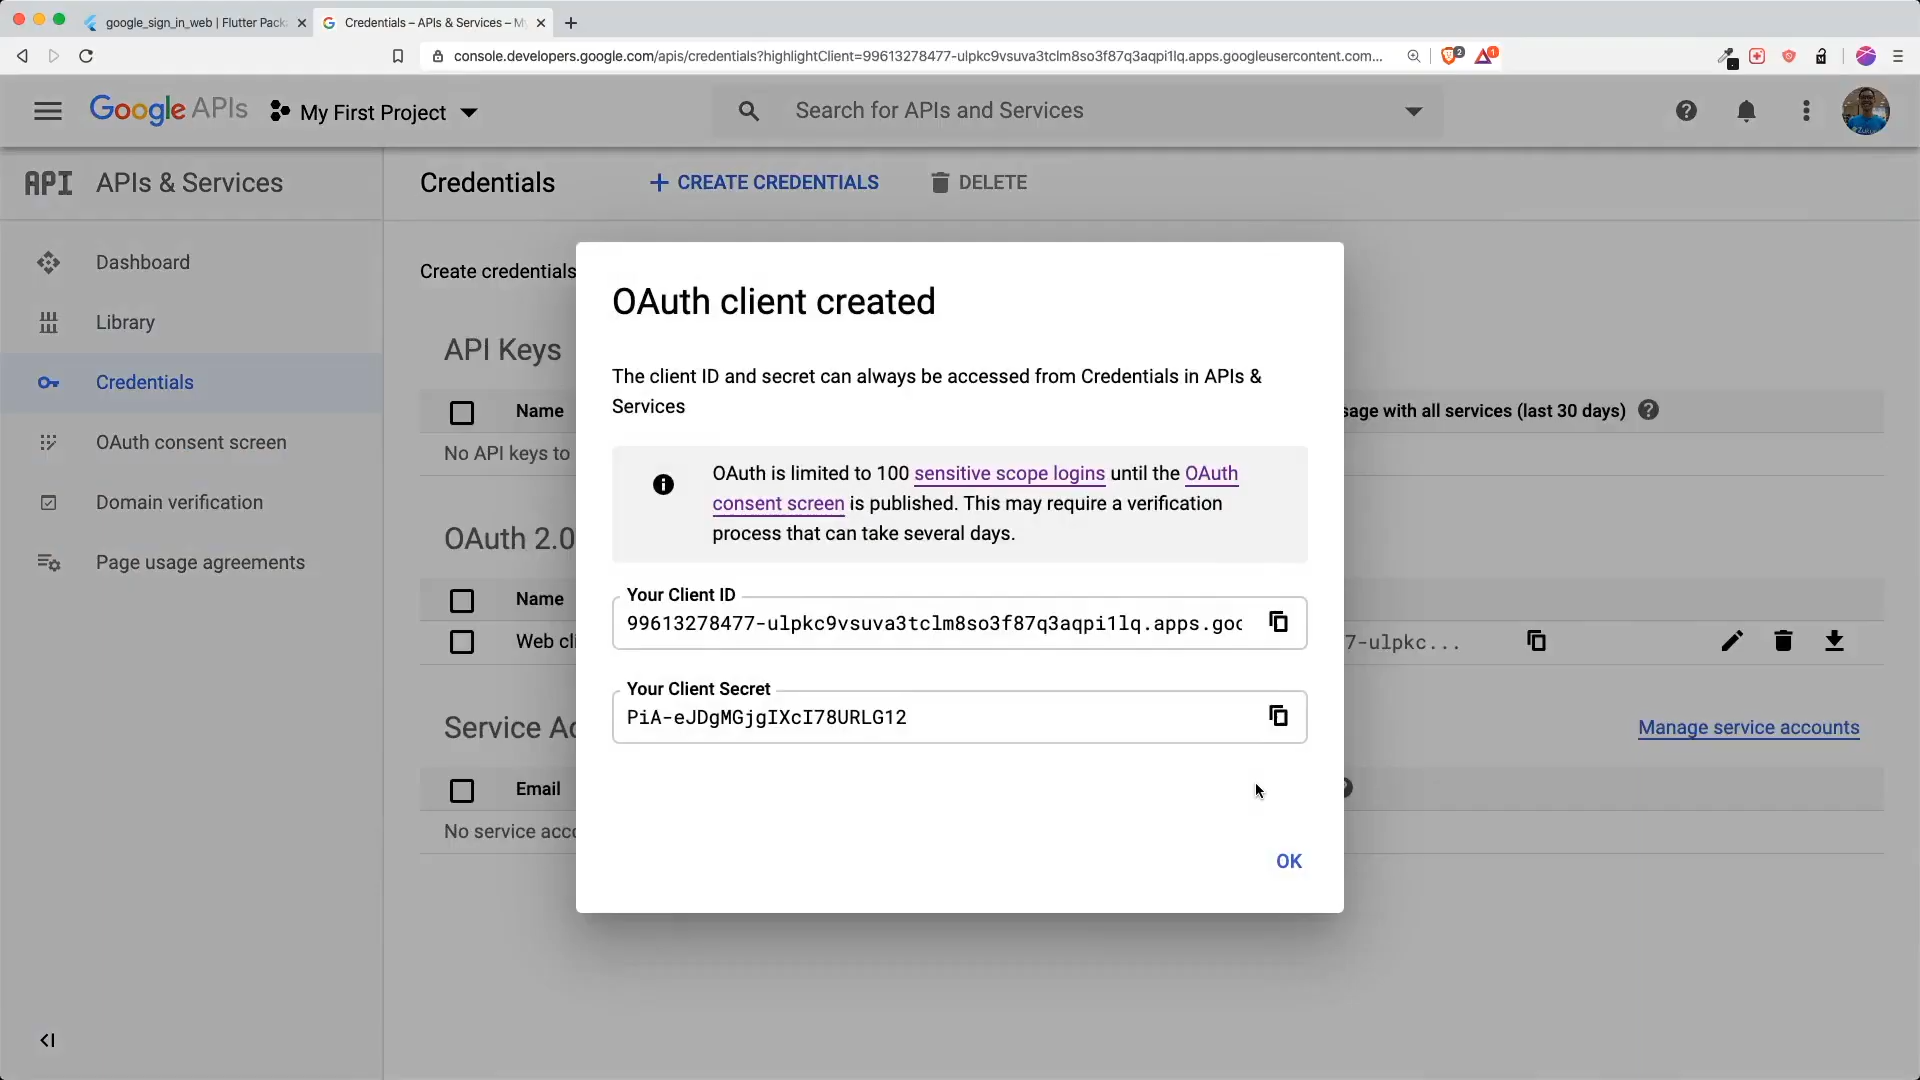 google_sign_in_web | Flutter Pack
Credentials – APIs & Services – My
console.developers.google.com/apis/credentials?highlightClient=99613278477-ulpkc9vsuva3tclm8so3f87q3aqpi1lq.apps.googleusercontent.com...
2
1
Google APIs
My First Project
Search for APIs and Services
API
APIs & Services
Credentials
CREATE CREDENTIALS
DELETE
Dashboard
Library
Credentials
OAuth consent screen
Domain verification
Page usage agreements
Create credentials
API Keys
Name
sage with all services (last 30 days)
No API keys to
OAuth 2.0
Name
Web cli
7-ulpkc...
Service Ac
Manage service accounts
Email
No service acco
OAuth client created
The client ID and secret can always be accessed from Credentials in APIs &
Services
OAuth is limited to 100 sensitive scope logins until the OAuth
consent screen is published. This may require a verification
process that can take several days.
Your Client ID
99613278477-ulpkc9vsuva3tclm8so3f87q3aqpi1lq.apps.goo
Your Client Secret
PiA-eJDgMGjgIXcI78URLG12
OK